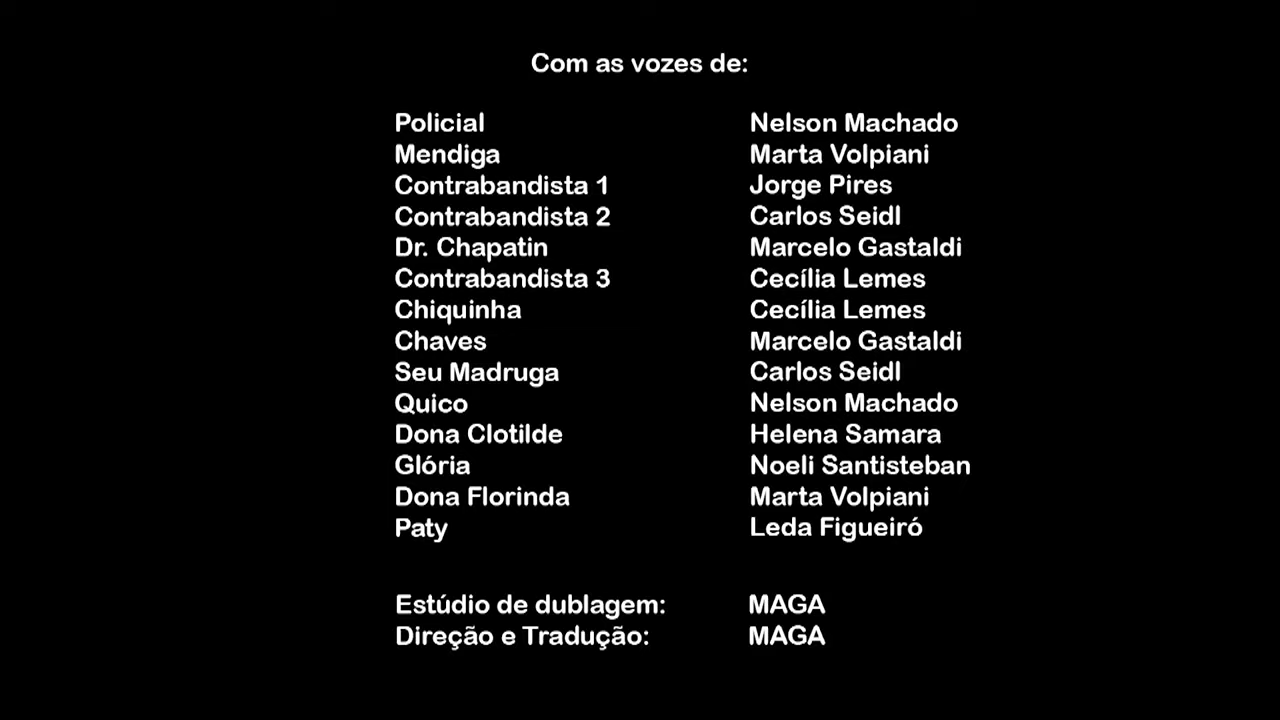 Com as vozes de:
Policial Nelson Machado
Mendiga Marta Volpiani
Contrabandista 1 Jorge Pires
Contrabandista 2 Carlos Seidl
Dr. Chapatin Marcelo Gastaldi
Contrabandista 3 Cecília Lemes
Chiquinha Cecília Lemes
Chaves Marcelo Gastaldi
Seu Madruga Carlos Seidl
Quico Nelson Machado
Dona Clotilde Helena Samara
Glória Noeli Santisteban
Dona Florinda Marta Volpiani
Paty Leda Figueiró
Estúdio de dublagem: MAGA
Direção e Tradução: MAGA